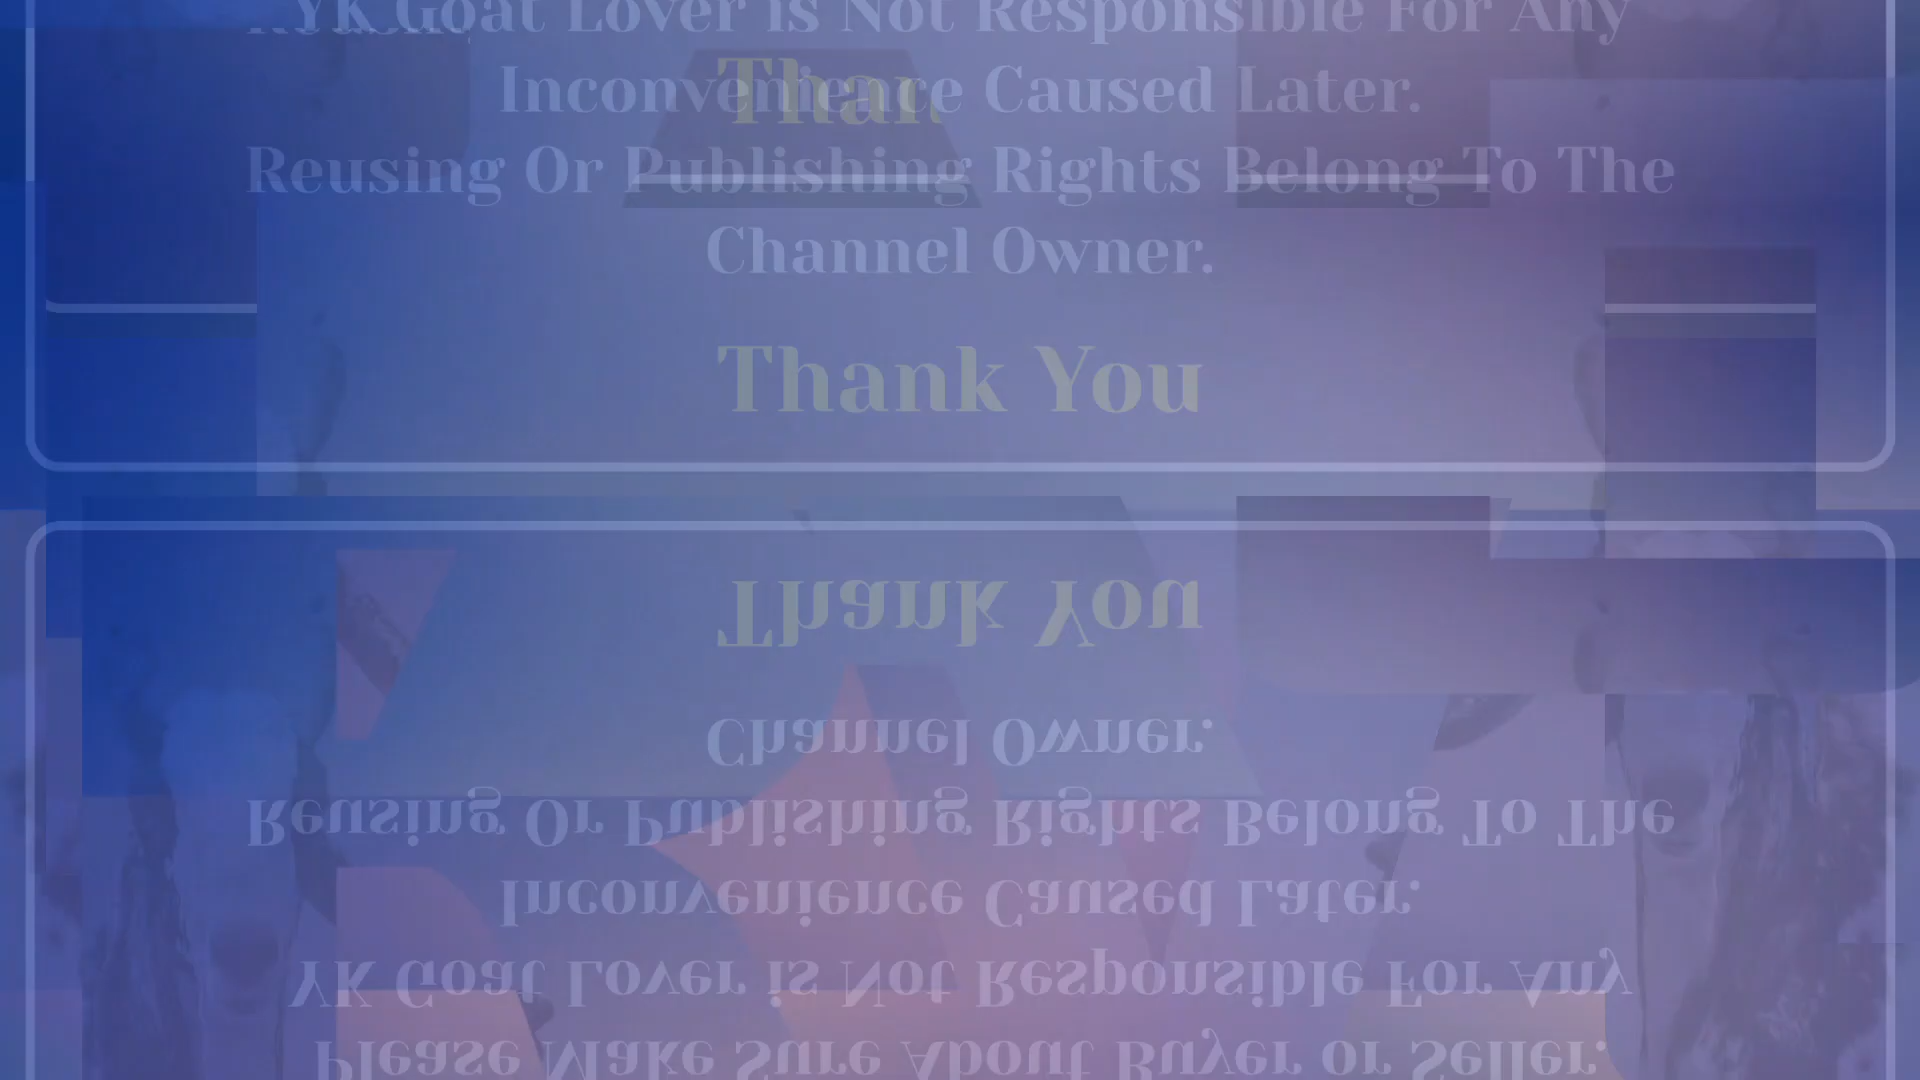 YK Goat Lover is Not Responsible For Any
Inconvenience Caused Later.
Reusing Or Publishing Rights Belong To The
Channel Owner.
Thank You
Thank You
Channel Owner.
Reusing Or Publishing Rights Belong To The
Inconvenience Caused Later.
YK Goat Lover is Not Responsible For Any
Please Make Sure About Buyer or Seller.